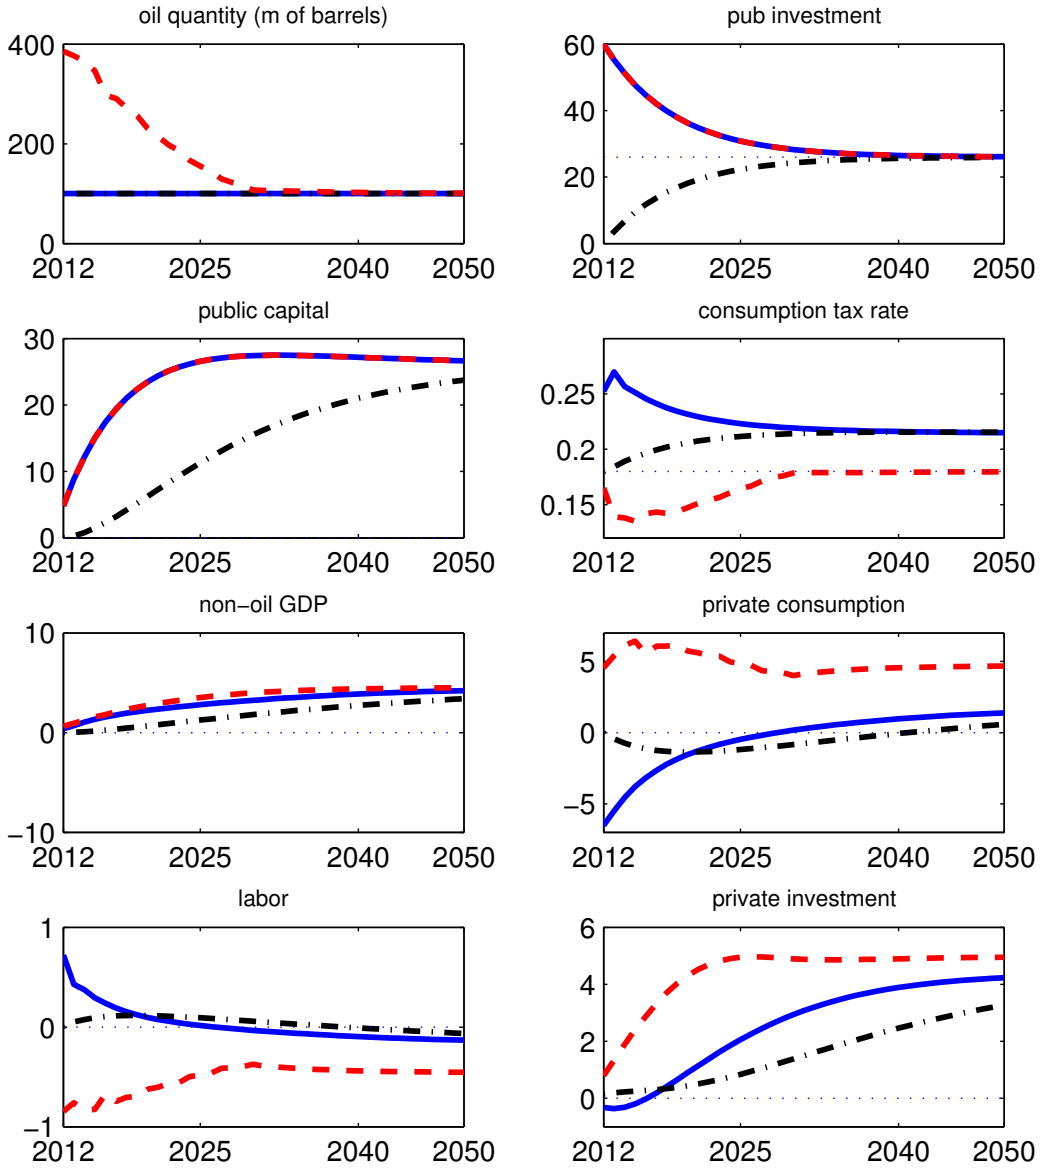 oil quantity (m of barrels)
400
200
0
2012 2025 2040 2050
pub investment
60
40
20
0
2012 2025 2040 2050
public capital
30
20
10
0
2012 2025 2040 2050
consumption tax rate
0.25
0.2
0.15
2012 2025 2040 2050
non−oil GDP
10
0
−10
2012 2025 2040 2050
private consumption
5
0
−5
2012 2025 2040 2050
labor
1
0
−1
2012 2025 2040 2050
private investment
6
4
2
0
2012 2025 2040 2050